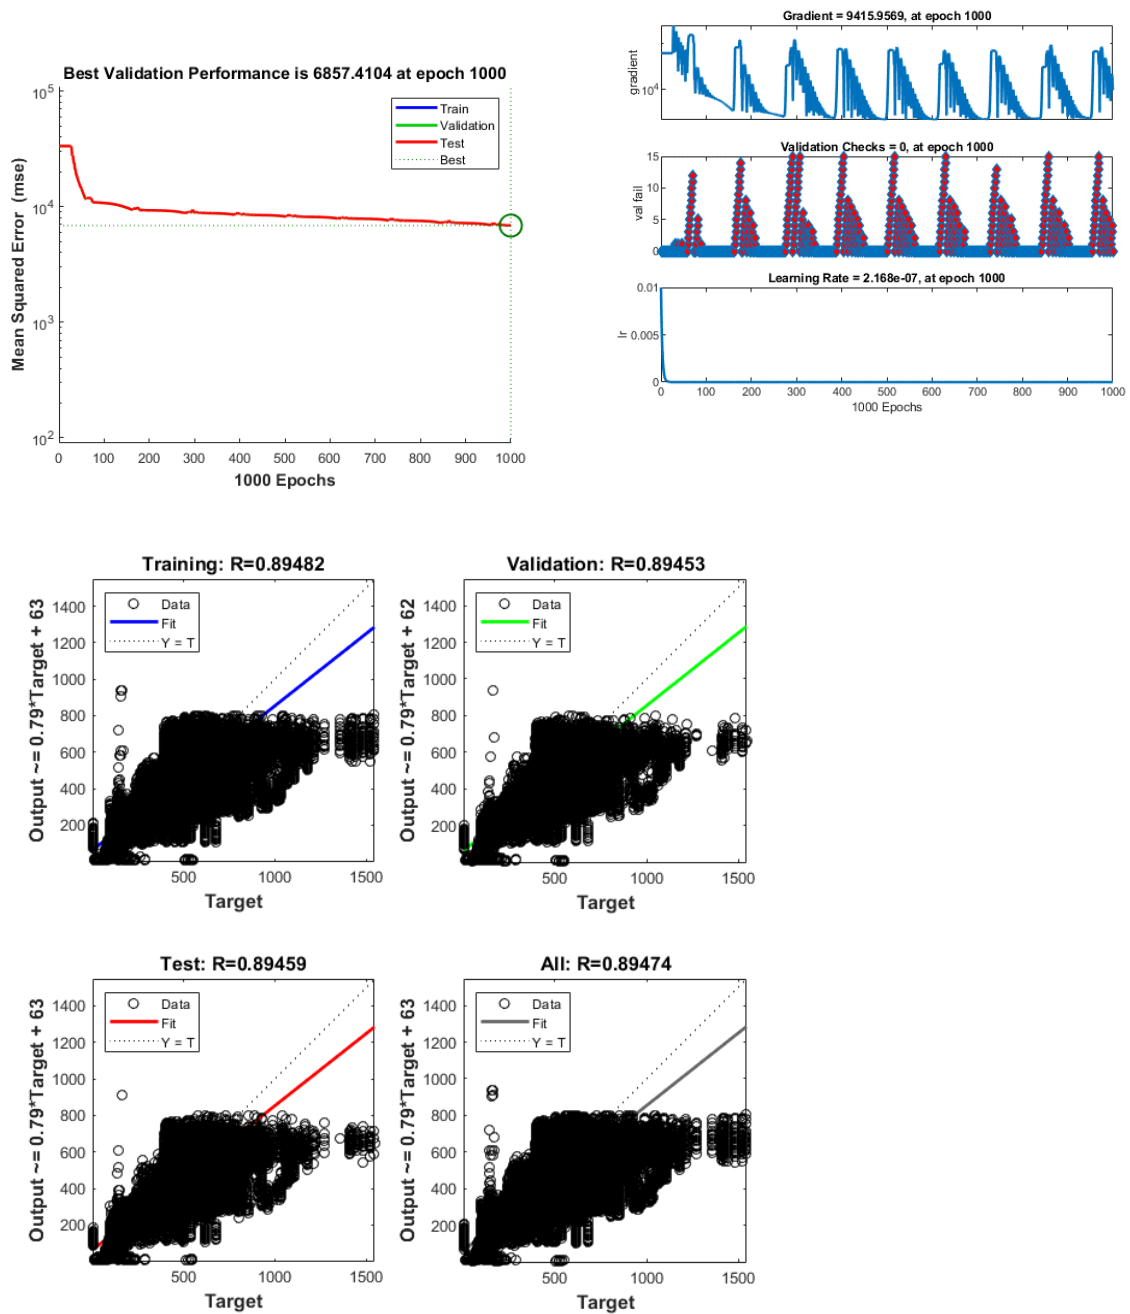 Best Validation Performance is 6857.4104 at epoch 1000
Mean Squared Error (mse)
10^5
10^4
10^3
10^2
Train
Validation
Test
Best
0 100 200 300 400 500 600 700 800 900 1000
1000 Epochs
Gradient = 9415.9569, at epoch 1000
gradient
10^4
Validation Checks = 0, at epoch 1000
val fail
15
10
5
0
Learning Rate = 2.168e-07, at epoch 1000
lr
0.01
0.005
0
0 100 200 300 400 500 600 700 800 900 1000
1000 Epochs
Training: R=0.89482
Output ~= 0.79*Target + 63
1400
1200
1000
800
600
400
200
Data
Fit
Y = T
500 1000 1500
Target
Validation: R=0.89453
Output ~= 0.79*Target + 62
1400
1200
1000
800
600
400
200
Data
Fit
Y = T
500 1000 1500
Target
Test: R=0.89459
Output ~= 0.79*Target + 63
1400
1200
1000
800
600
400
200
Data
Fit
Y = T
500 1000 1500
Target
All: R=0.89474
Output ~= 0.79*Target + 63
1400
1200
1000
800
600
400
200
Data
Fit
Y = T
500 1000 1500
Target